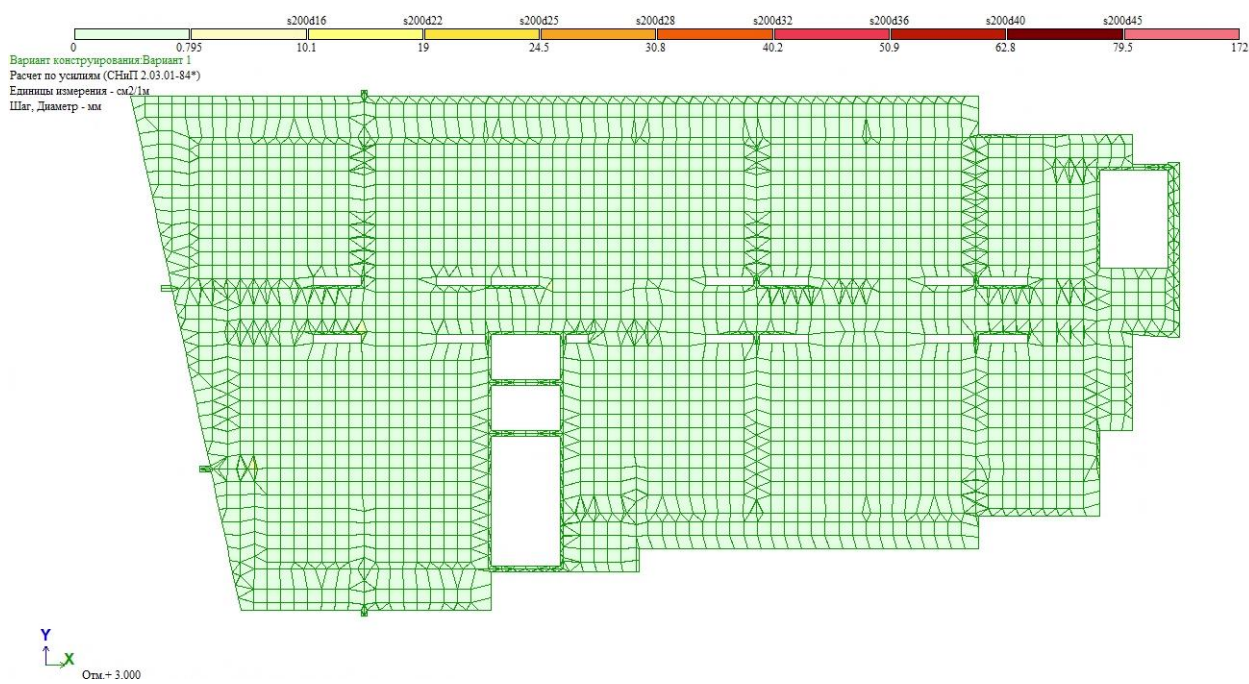 s200d16 s200d22 s200d25 s200d28 s200d32 s200d36 s200d40 s200d45
0 0.795 10.1 19 24.5 30.8 40.2 50.9 62.8 79.5 172
Вариант конструирования:Вариант 1
Расчет по усилиям (СНиП 2.03.01-84*)
Единицы измерения - см2/1м
Шаг, Диаметр - мм
Y
X
Отм.+ 3.000